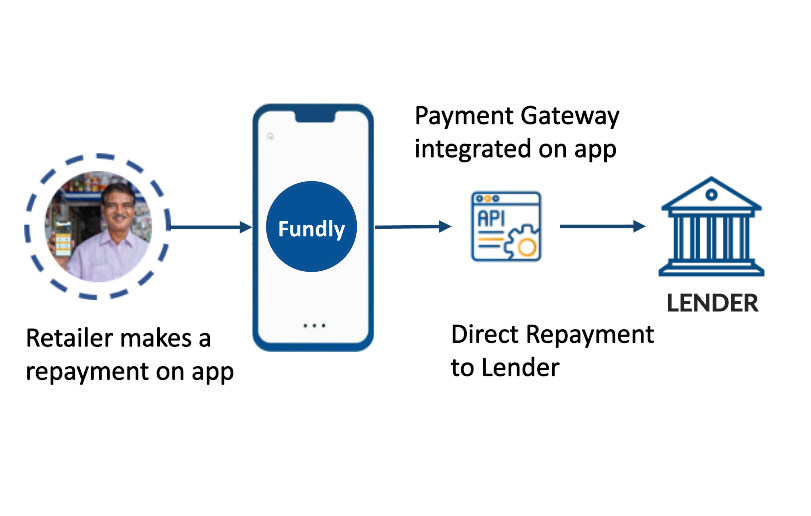 Payment Gateway
integrated on app
API
Fundly
LENDER
Retailer makes a
repayment on app
Direct Repayment
to Lender